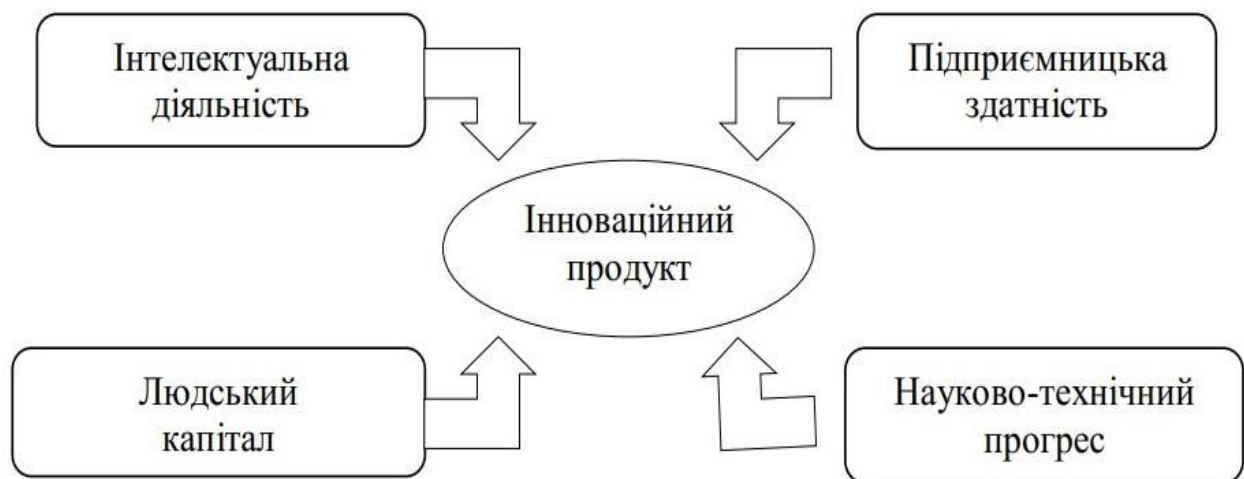 Інтелектуальна
діяльність
Підприємницька
здатність
Інноваційний
продукт
Людський
капітал
Науково-технічний
прогрес